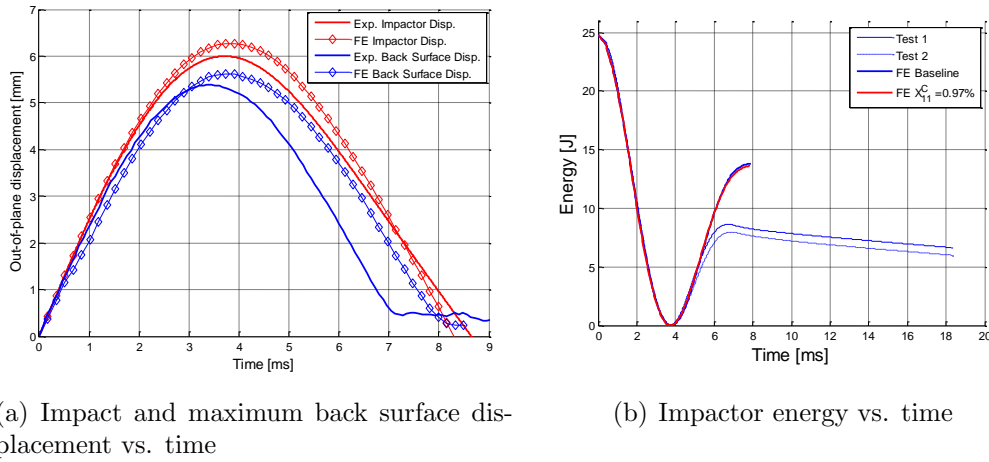 7
6
5
4
3
2
1
0
Out-of-plane displacement [mm]
0 1 2 3 4 5 6 7 8 9
Time [ms]
Exp. Impactor Disp.
FE Impactor Disp.
Exp. Back Surface Disp.
FE Back Surface Disp.
25
20
15
10
5
0
Energy [J]
0 2 4 6 8 10 12 14 16 18 20
Time [ms]
Test 1
Test 2
FE Baseline
FE X_{11}^{C} =0.97%
(a) Impact and maximum back surface dis-
placement vs. time
(b) Impactor energy vs. time